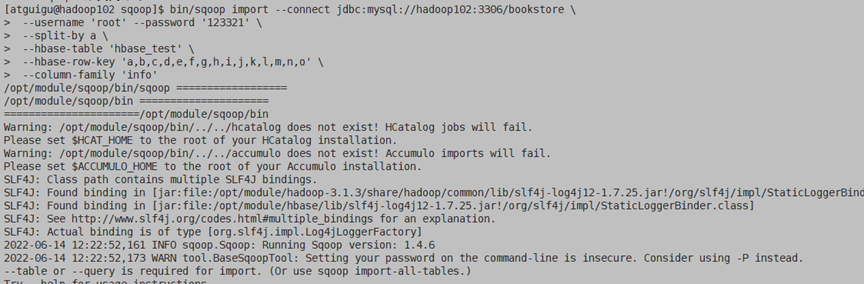 [atguigu@hadoop102 sqoop]$ bin/sqoop import --connect jdbc:mysql://hadoop102:3306/bookstore \
>  --username 'root' --password '123321' \
>  --split-by a \
>  --hbase-table 'hbase_test' \
>  --hbase-row-key 'a,b,c,d,e,f,g,h,i,j,k,l,m,n,o' \
>  --column-family 'info'
/opt/module/sqoop/bin/sqoop ==================
/opt/module/sqoop/bin =====================
======================/opt/module/sqoop/bin
Warning: /opt/module/sqoop/bin/../../hcatalog does not exist! HCatalog jobs will fail.
Please set $HCAT_HOME to the root of your HCatalog installation.
Warning: /opt/module/sqoop/bin/../../accumulo does not exist! Accumulo imports will fail.
Please set $ACCUMULO_HOME to the root of your Accumulo installation.
SLF4J: Class path contains multiple SLF4J bindings.
SLF4J: Found binding in [jar:file:/opt/module/hadoop-3.1.3/share/hadoop/common/lib/slf4j-log4j12-1.7.25.jar!/org/slf4j/impl/StaticLoggerBind
SLF4J: Found binding in [jar:file:/opt/module/hbase/lib/slf4j-log4j12-1.7.25.jar!/org/slf4j/impl/StaticLoggerBinder.class]
SLF4J: See http://www.slf4j.org/codes.html#multiple_bindings for an explanation.
SLF4J: Actual binding is of type [org.slf4j.impl.Log4jLoggerFactory]
2022-06-14 12:22:52,161 INFO sqoop.Sqoop: Running Sqoop version: 1.4.6
2022-06-14 12:22:52,173 WARN tool.BaseSqoopTool: Setting your password on the command-line is insecure. Consider using -P instead.
--table or --query is required for import. (Or use sqoop import-all-tables.)
Try --help for usage instructions